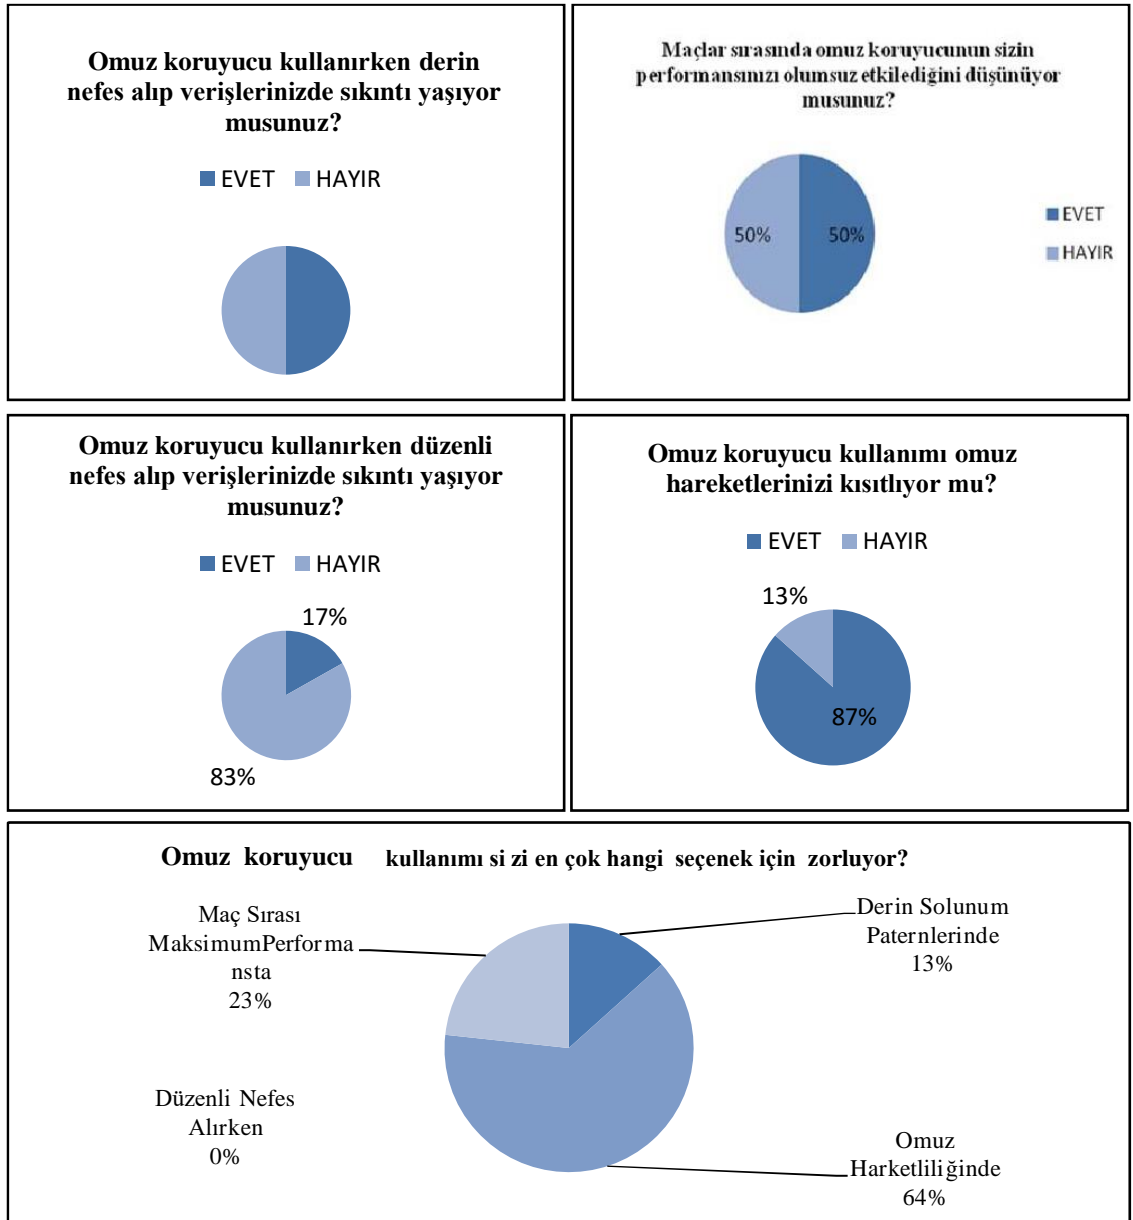 Omuz koruyucu kullanırken derin
nefes alıp verişlerinizde sıkıntı yaşıyor
musunuz?
EVET HAYIR
Maçlar sırasında omuz koruyucunun sizin
performansınızı olumsuz etkilediğini düşünüyor
musunuz?
50% 50%
EVET
HAYIR
Omuz koruyucu kullanırken düzenli
nefes alıp verişlerinizde sıkıntı yaşıyor
musunuz?
EVET HAYIR
17%
83%
Omuz koruyucu kullanımı omuz
hareketlerinizi kısıtlıyor mu?
EVET HAYIR
13%
87%
Omuz koruyucu kullanımı si zi en çok hangi seçenek için zorluyor?
Maç Sırası
MaksimumPerforma
nsta
23%
Derin Solunum
Paternlerinde
13%
Düzenli Nefes
Alırken
0%
Omuz
Harketliliğinde
64%